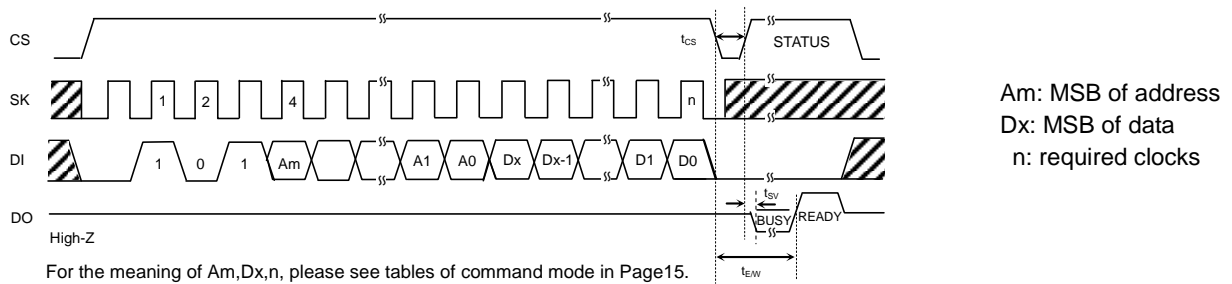 CS
tCS
STATUS
SK
1
2
4
n
DI
1
0
1
Am
A1
A0
Dx
Dx-1
D1
D0
tSV
DO
BUSY
READY
High-Z
tE/W
For the meaning of Am,Dx,n, please see tables of command mode in Page15.
Am: MSB of address
Dx: MSB of data
n: required clocks